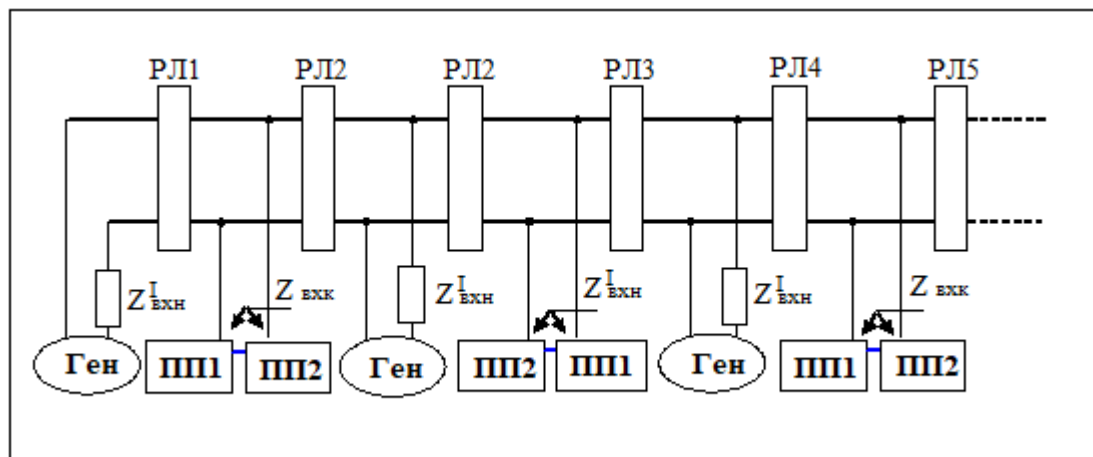 РЛ1 РЛ2 РЛ2 РЛ3 РЛ4 РЛ5
Z^I_ВХН Z ВХК Z^I_ВХН Z^I_ВХН Z^I_ВХН Z ВХК
Ген ПП1 ПП2 Ген ПП2 ПП1 Ген ПП1 ПП2